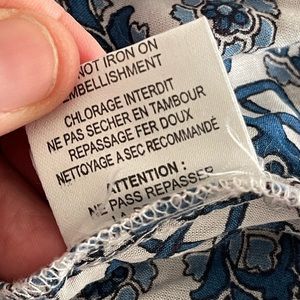 NOT IRON ON
EMBELLISHMENT
CHLORAGE INTERDIT
NE PAS SECHER EN TAMBOUR
REPASSAGE FER DOUX
NETTOYAGE A SEC RECOMMANDÉ
ATTENTION :
NE PAS REPASSER
LA